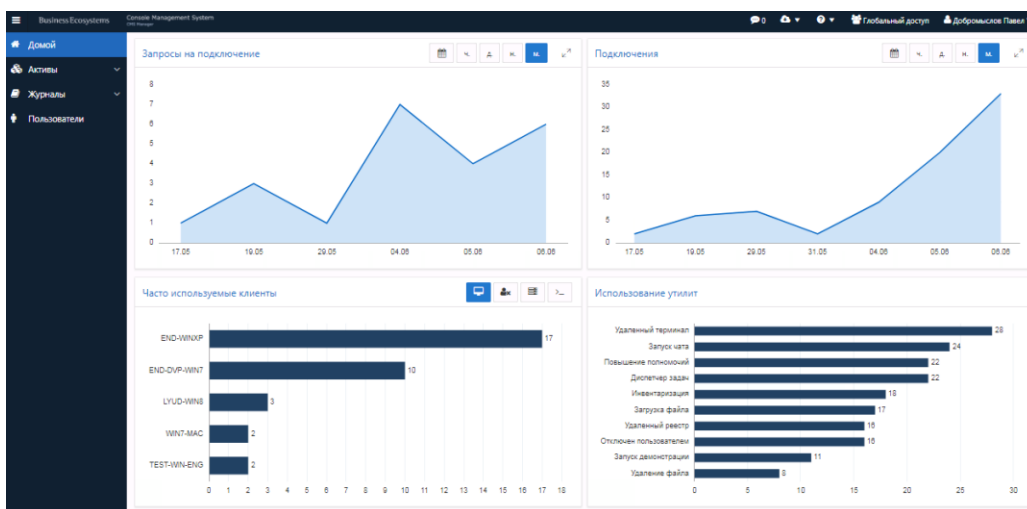 Business Ecosystems
Console Management System
0
Глобальный доступ
Добромыслов Павел
Домой
Активы
Журналы
Пользователи
Запросы на подключение
ч. д. н. м.
8
7
6
5
4
3
2
1
0
17.05 19.05 29.05 04.06 05.06 06.06
Подключения
ч. д. н. м.
35
30
25
20
15
10
5
0
17.05 19.05 29.05 31.05 04.06 05.06 06.06
Часто используемые клиенты
>_
END-WINXP 17
END-DVP-WIN7 10
LYUD-WIN8 3
WIN7-MAC 2
TEST-WIN-ENG 2
0 1 2 3 4 5 6 7 8 9 10 11 12 13 14 15 16 17 18
Использование утилит
Удаленный терминал 28
Запуск чата 24
Повышение полномочий 22
Диспетчер задач 22
Инвентаризация 18
Загрузка файла 17
Удаленный реестр 16
Отключен пользователем 16
Запуск демонстрации 11
Удаление файла 8
0 5 10 15 20 25 30